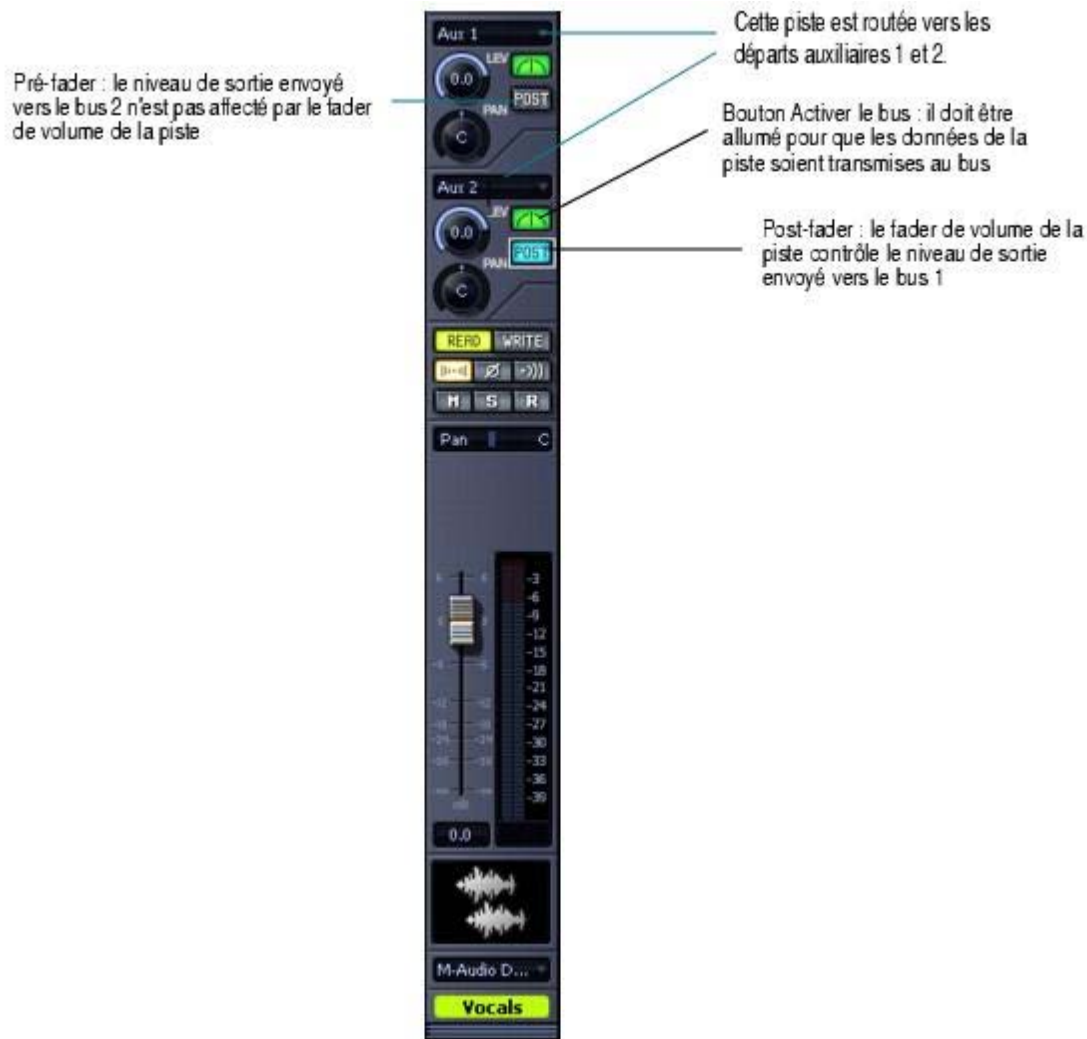 Cette piste est routée vers les
départs auxiliaires 1 et 2.
Pré-fader : le niveau de sortie envoyé
vers le bus 2 n'est pas affecté par le fader
de volume de la piste
Bouton Activer le bus : il doit être
allumé pour que les données de la
piste soient transmises au bus
Post-fader : le fader de volume de la
piste contrôle le niveau de sortie
envoyé vers le bus 1
Aux 1
LEV
0.0
POST
PAN
C
Aux 2
LEV
0.0
POST
PAN
C
READ WRITE
M S R
Pan C
-3
-6
-9
-12
-15
-18
-21
-24
-27
-30
-33
-36
-39
0.0
M-Audio D...
Vocals